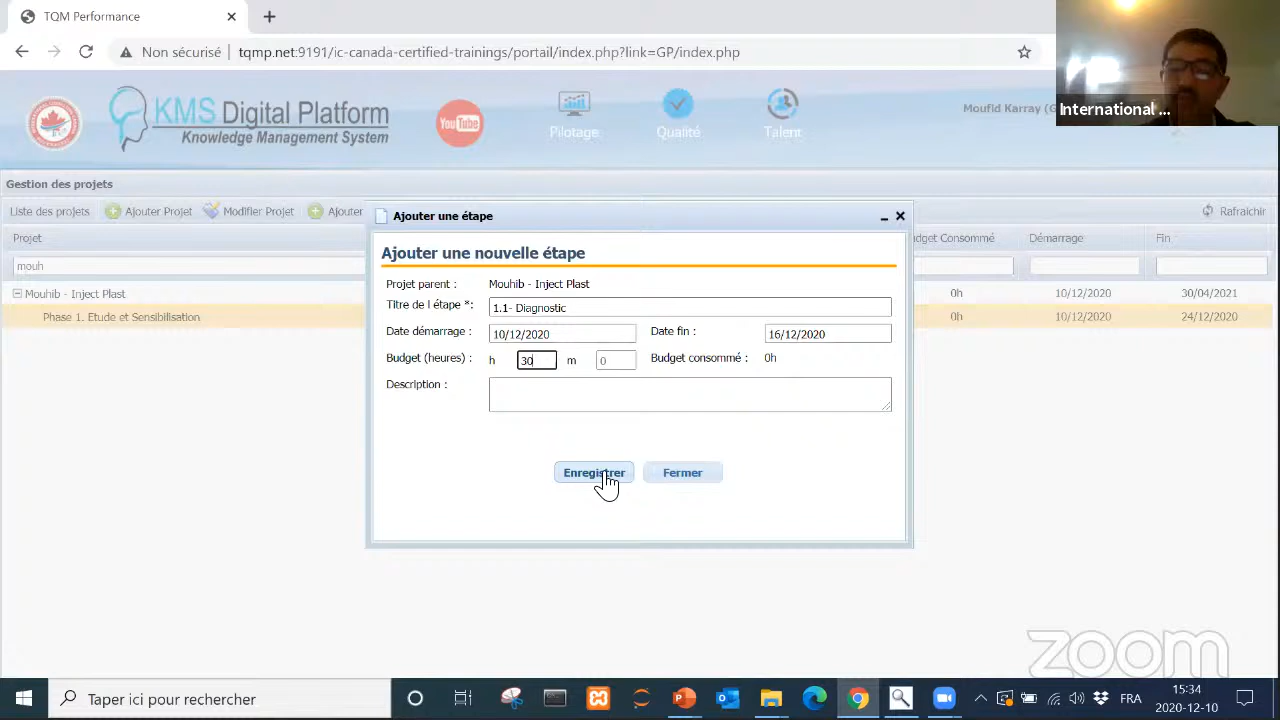 TQM Performance
Non sécurisé tqmp.net:9191/ic-canada-certified-trainings/portail/index.php?link=GP/index.php
KMS Digital Platform
Knowledge Management System
YouTube
Pilotage
Qualité
Talent
Moufid Karray (G
International ...
Gestion des projets
Liste des projets Ajouter Projet Modifier Projet Ajouter Rafraichir
Projet dget Consommé Démarrage Fin
mouh
Mouhib - Inject Plast 0h 10/12/2020 30/04/2021
Phase 1. Etude et Sensibilisation 0h 10/12/2020 24/12/2020
Ajouter une étape
Ajouter une nouvelle étape
Projet parent : Mouhib - Inject Plast
Titre de l étape *: 1.1- Diagnostic
Date démarrage : 10/12/2020 Date fin : 16/12/2020
Budget (heures) : h 30 m 0 Budget consommé : 0h
Description :
Enregistrer Fermer
zoom
Taper ici pour rechercher
FRA
15:34
2020-12-10